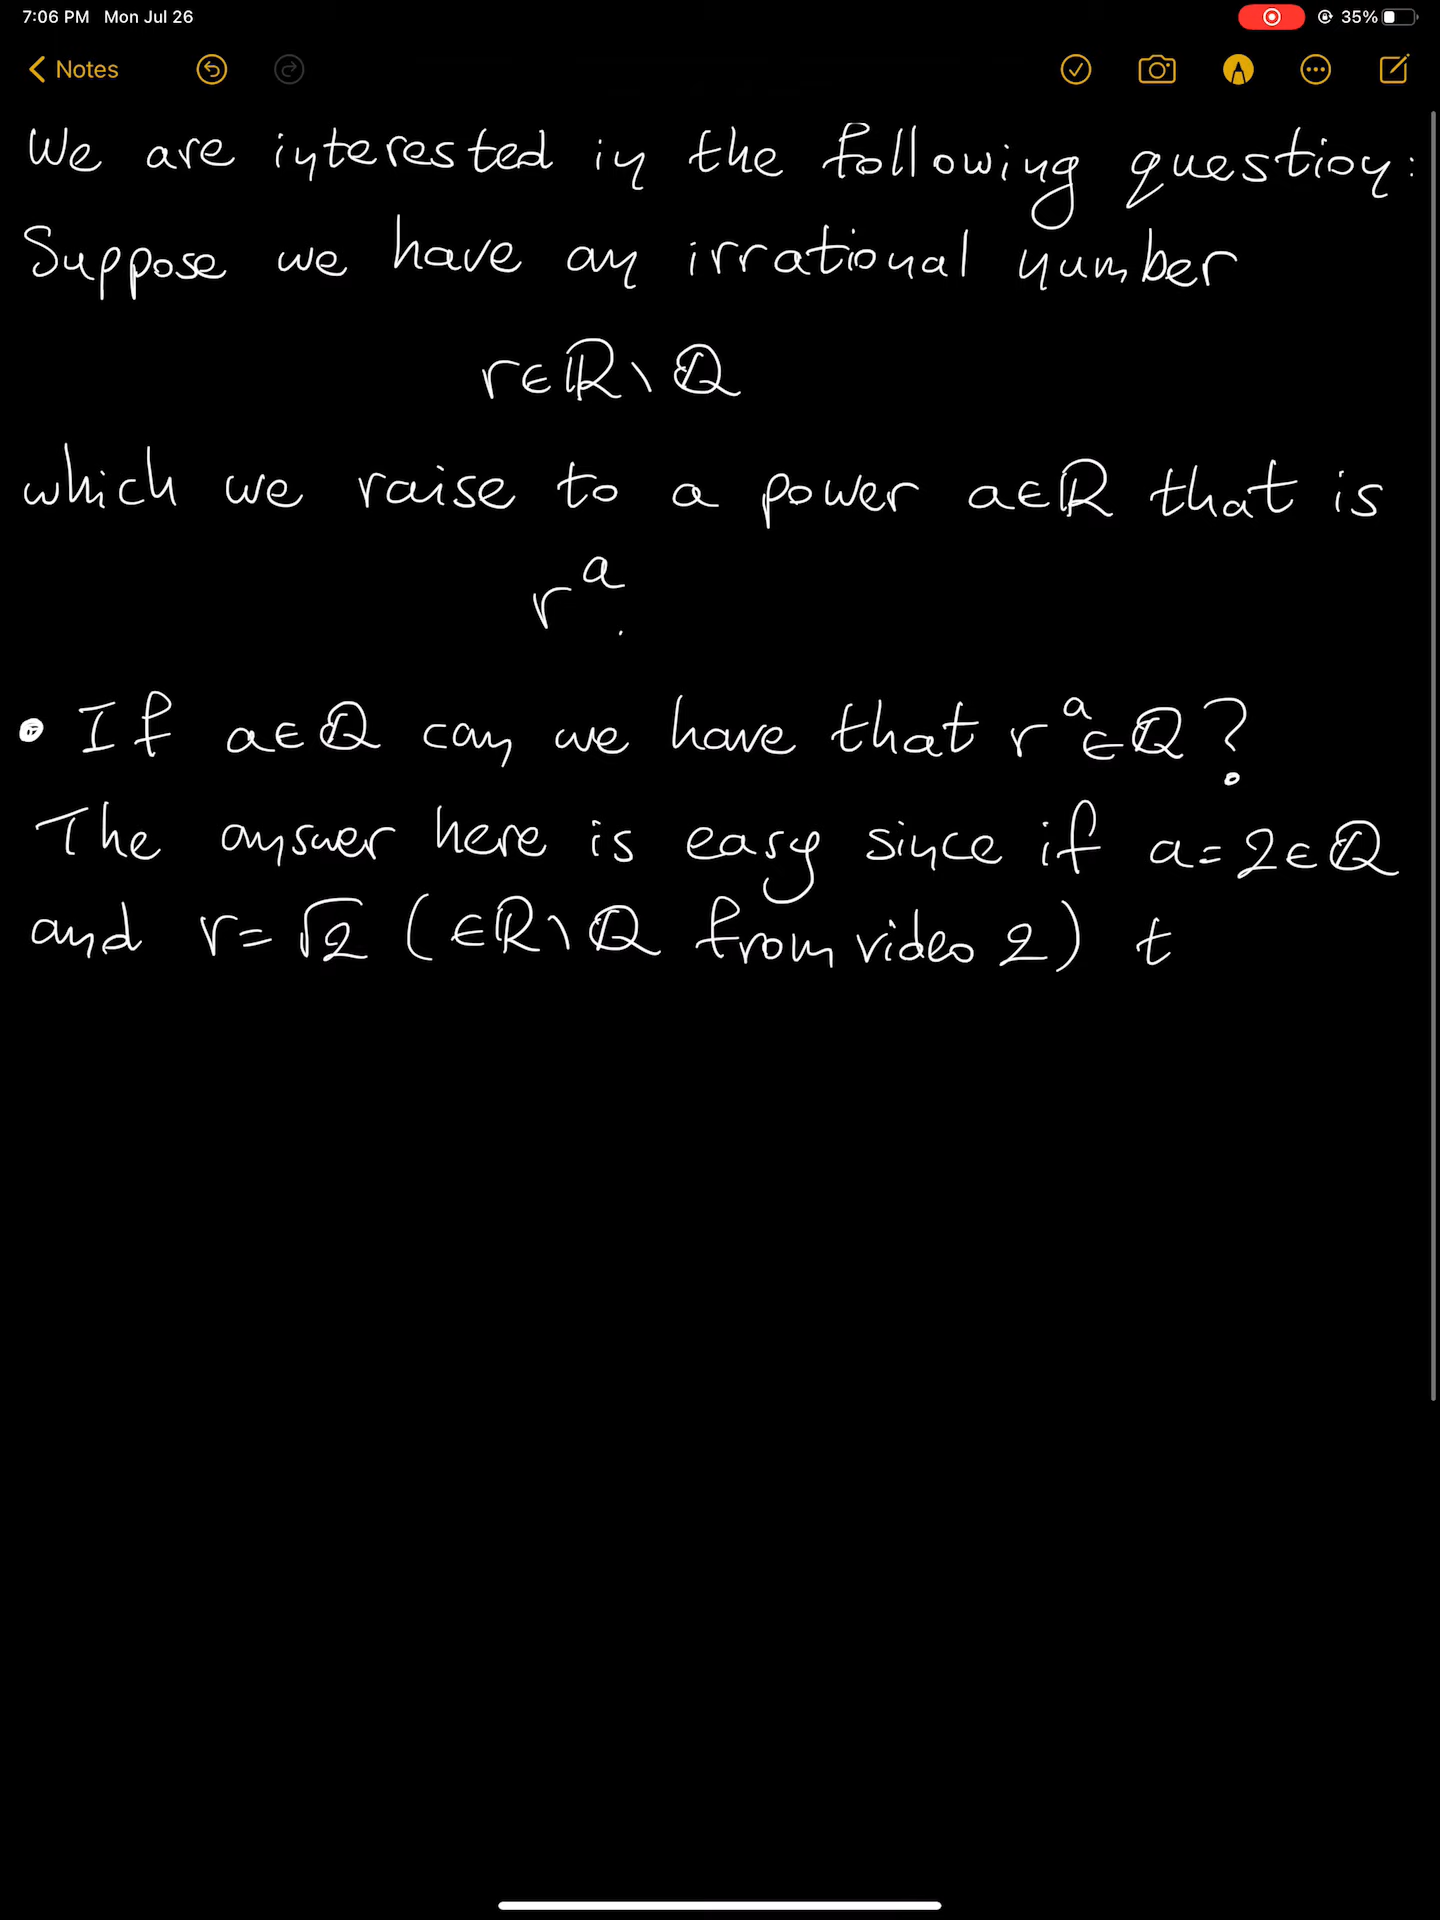 7:06 PM Mon Jul 26
35%
Notes
We are interested in the following question:
Suppose we have an irrational number
r∈ℝ\ℚ
which we raise to a power a∈ℝ that is
rᵃ.
• If a∈ℚ can we have that rᵃ∈ℚ?
The answer here is easy since if a=2∈ℚ
and r=√2 (∈ℝ\ℚ from video 2) t